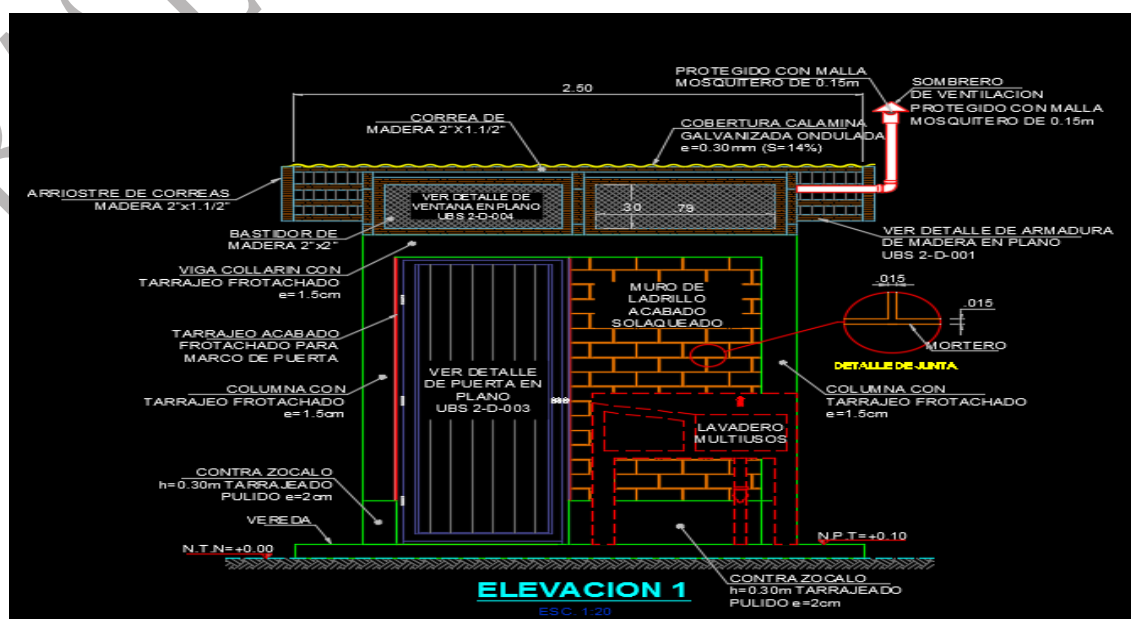 PROTEGIDO CON MALLA
MOSQUITERO DE 0.15m
SOMBRERO
DE VENTILACION
PROTEGIDO CON MALLA
MOSQUITERO DE 0.15m
2.50
CORREA DE
MADERA 2"X1.1/2"
COBERTURA CALAMINA
GALVANIZADA ONDULADA
e=0.30mm (S=14%)
ARRIOSTRE DE CORREAS
MADERA 2"x1.1/2"
VER DETALLE DE
VENTANA EN PLANO
UBS 2-D-004
.30
.79
BASTIDOR DE
MADERA 2"x2"
VER DETALLE DE ARMADURA
DE MADERA EN PLANO
UBS 2-D-001
VIGA COLLARIN CON
TARRAJEO FROTACHADO
e=1.5cm
MURO DE
LADRILLO
ACABADO
SOLAQUEADO
.015
.015
MORTERO
DETALLE DE JUNTA
TARRAJEO ACABADO
FROTACHADO PARA
MARCO DE PUERTA
VER DETALLE
DE PUERTA EN
PLANO
UBS 2-D-003
COLUMNA CON
TARRAJEO FROTACHADO
e=1.5cm
COLUMNA CON
TARRAJEO FROTACHADO
e=1.5cm
LAVADERO
MULTIUSOS
CONTRA ZOCALO
h=0.30m TARRAJEADO
PULIDO e=2cm
VEREDA
N.T.N=+0.00
N.P.T=+0.10
CONTRA ZOCALO
h=0.30m TARRAJEADO
PULIDO e=2cm
ELEVACION 1
ESC. 1:20